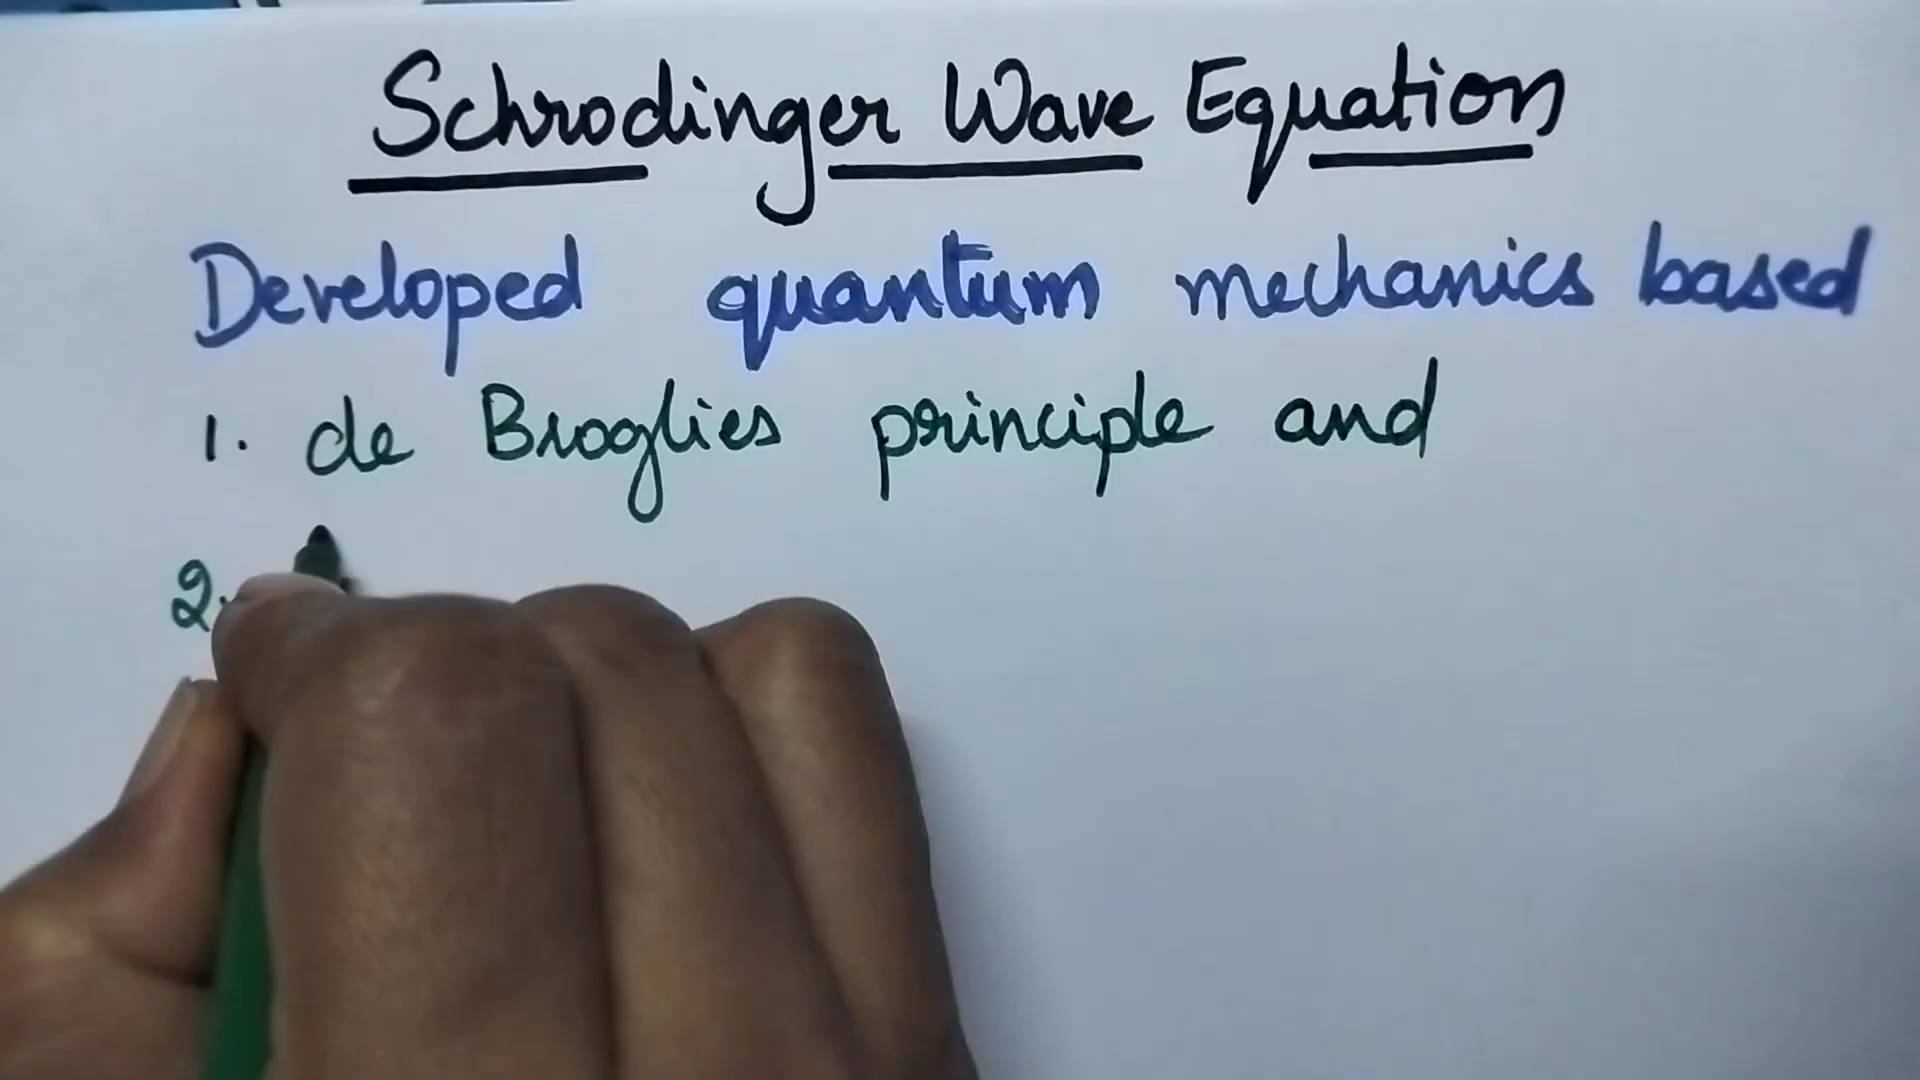 Schrodinger Wave Equation
Developed quantum mechanics based
1. de Broglies principle and
2.